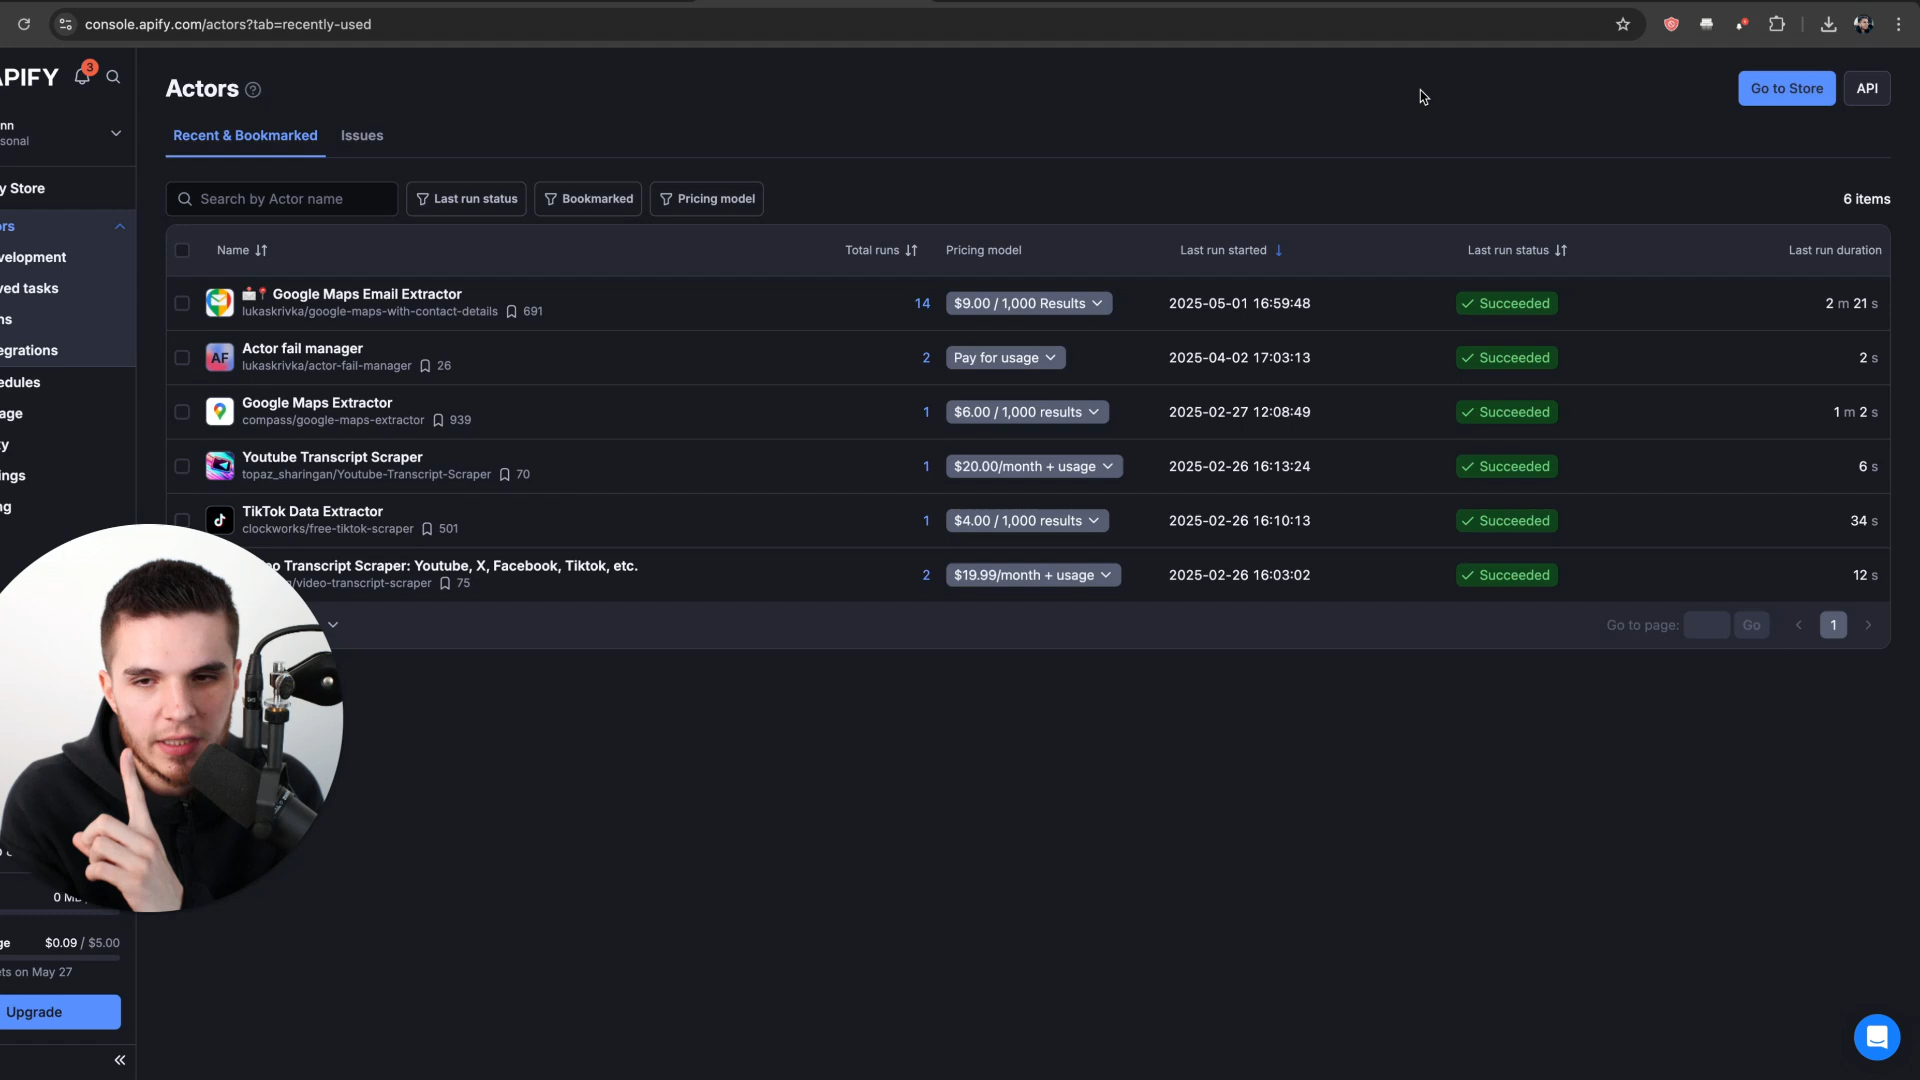 console.apify.com/actors?tab=recently-used
APIFY
3
Actors
Go to Store
API
Recent & Bookmarked
Issues
Search by Actor name
Last run status
Bookmarked
Pricing model
6 items
Name
Total runs
Pricing model
Last run started
Last run status
Last run duration
Google Maps Email Extractor
lukaskrivka/google-maps-with-contact-details 691
14
$9.00 / 1,000 Results
2025-05-01 16:59:48
Succeeded
2 m 21 s
AF
Actor fail manager
lukaskrivka/actor-fail-manager 26
2
Pay for usage
2025-04-02 17:03:13
Succeeded
2 s
Google Maps Extractor
compass/google-maps-extractor 939
1
$6.00 / 1,000 results
2025-02-27 12:08:49
Succeeded
1 m 2 s
Youtube Transcript Scraper
topaz_sharingan/Youtube-Transcript-Scraper 70
1
$20.00/month + usage
2025-02-26 16:13:24
Succeeded
6 s
TikTok Data Extractor
clockworks/free-tiktok-scraper 501
1
$4.00 / 1,000 results
2025-02-26 16:10:13
Succeeded
34 s
Transcript Scraper: Youtube, X, Facebook, Tiktok, etc.
/video-transcript-scraper 75
2
$19.99/month + usage
2025-02-26 16:03:02
Succeeded
12 s
Go to page:
Go
1
nn
sonal
y Store
ors
velopment
ved tasks
ns
egrations
edules
age
y
ings
ng
0 M
ge $0.09 / $5.00
ets on May 27
Upgrade